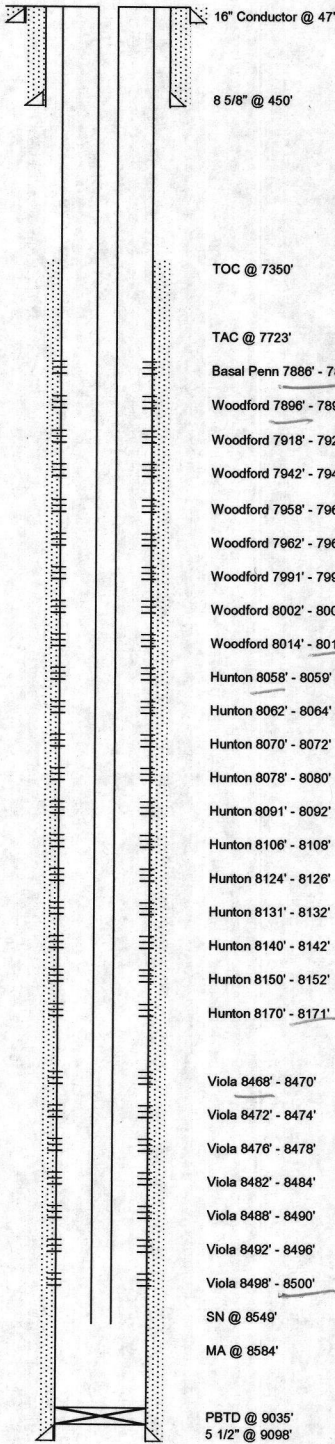 16" Conductor @ 47'
8 5/8" @ 450'
TOC @ 7350'
TAC @ 7723'
Basal Penn 7886' -
Woodford 7896' -
Woodford 7918' -
Woodford 7942' -
Woodford 7958' -
Woodford 7962' -
Woodford 7991' -
Woodford 8002' -
Woodford 8014' -
Hunton 8058' - 8059'
Hunton 8062' - 8064'
Hunton 8070' - 8072'
Hunton 8078' - 8080'
Hunton 8091' - 8092'
Hunton 8106' - 8108'
Hunton 8124' - 8126'
Hunton 8131' - 8132'
Hunton 8140' - 8142'
Hunton 8150' - 8152'
Hunton 8170' - 8171'
Viola 8468' - 8470'
Viola 8472' - 8474'
Viola 8476' - 8478'
Viola 8482' - 8484'
Viola 8488' - 8490'
Viola 8492' - 8496'
Viola 8498' - 8500'
SN @ 8549'
MA @ 8584'
PBTD @ 9035'
5 1/2" @ 9098'